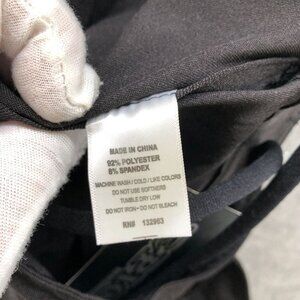 MADE IN CHINA
92% POLYESTER
8% SPANDEX
MACHINE WASH / COLD / LIKE COLORS
DO NOT USE SOFTNERS
TUMBLE DRY LOW
DO NOT IRON • DO NOT BLEACH
RN# 132963